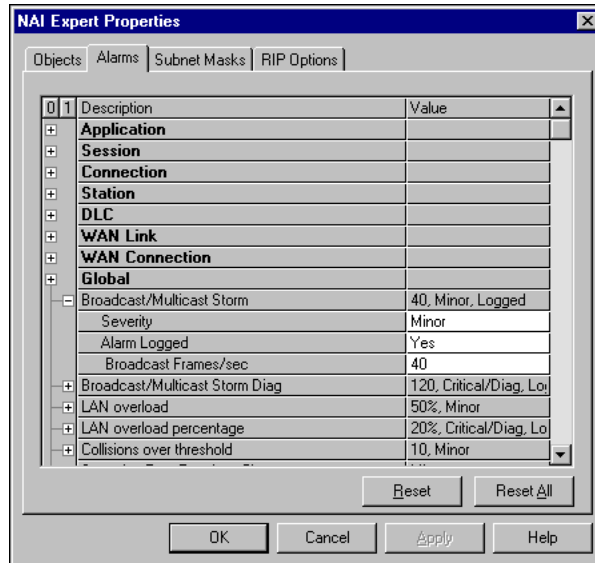 NAI Expert Properties
Objects Alarms Subnet Masks RIP Options
0 1 Description Value
Application
Session
Connection
Station
DLC
WAN Link
WAN Connection
Global
Broadcast/Multicast Storm 40, Minor, Logged
Severity Minor
Alarm Logged Yes
Broadcast Frames/sec 40
Broadcast/Multicast Storm Diag 120, Critical/Diag, Log
LAN overload 50%, Minor
LAN overload percentage 20%, Critical/Diag, Lo
Collisions over threshold 10, Minor
Reset Reset All
OK Cancel Apply Help